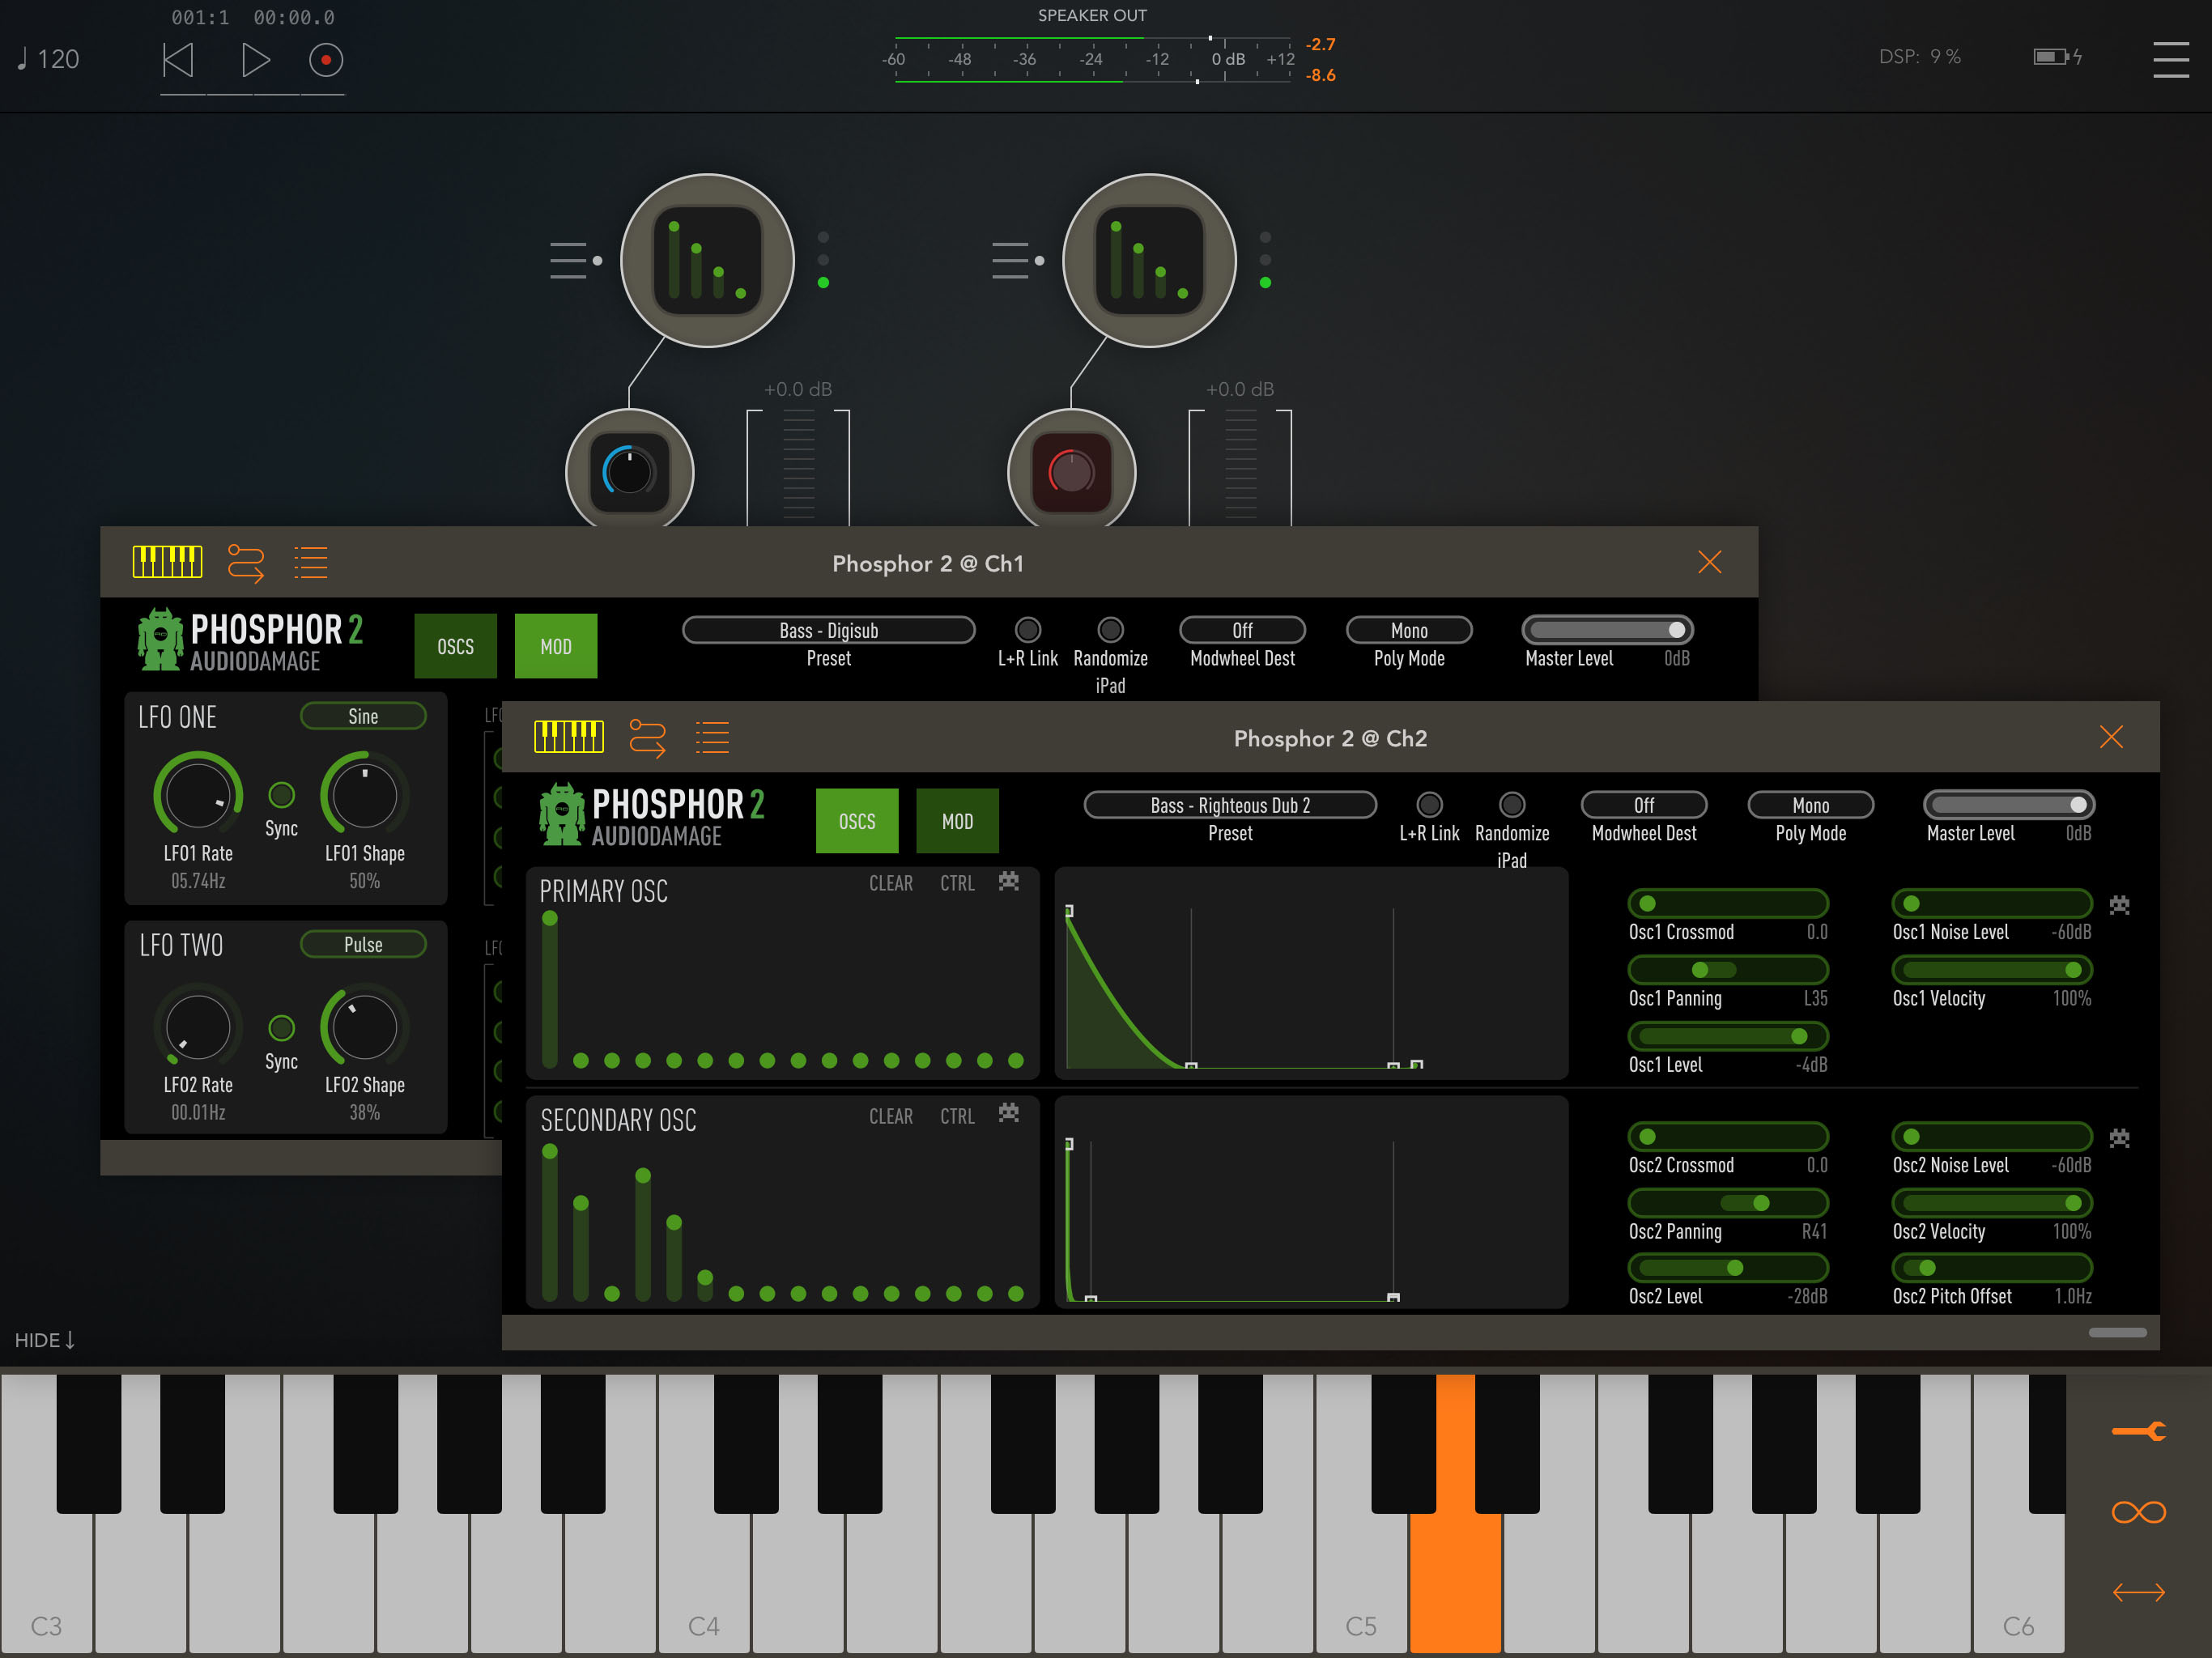 001:1 00:00.0
SPEAKER OUT
120
-60 -48 -36 -24 -12 0 dB +12
-2.7
-8.6
DSP: 9 %
+0.0 dB
+0.0 dB
Phosphor 2 @ Ch1
PHOSPHOR 2
AUDIODAMAGE
OSCS
MOD
Bass - Digisub
Preset
L+R Link
Randomize
iPad
Off
Modwheel Dest
Mono
Poly Mode
Master Level 0dB
LFO ONE
Sine
Sync
LFO1 Rate
05.74Hz
LFO1 Shape
50%
LFO TWO
Pulse
Sync
LFO2 Rate
00.01Hz
LFO2 Shape
38%
LFO
LFO
Phosphor 2 @ Ch2
PHOSPHOR 2
AUDIODAMAGE
OSCS
MOD
Bass - Righteous Dub 2
Preset
L+R Link
Randomize
iPad
Off
Modwheel Dest
Mono
Poly Mode
Master Level 0dB
PRIMARY OSC
CLEAR CTRL
Osc1 Crossmod 0.0
Osc1 Noise Level -60dB
Osc1 Panning L35
Osc1 Velocity 100%
Osc1 Level -4dB
SECONDARY OSC
CLEAR CTRL
Osc2 Crossmod 0.0
Osc2 Noise Level -60dB
Osc2 Panning R41
Osc2 Velocity 100%
Osc2 Level -28dB
Osc2 Pitch Offset 1.0Hz
HIDE↓
C3 C4 C5 C6